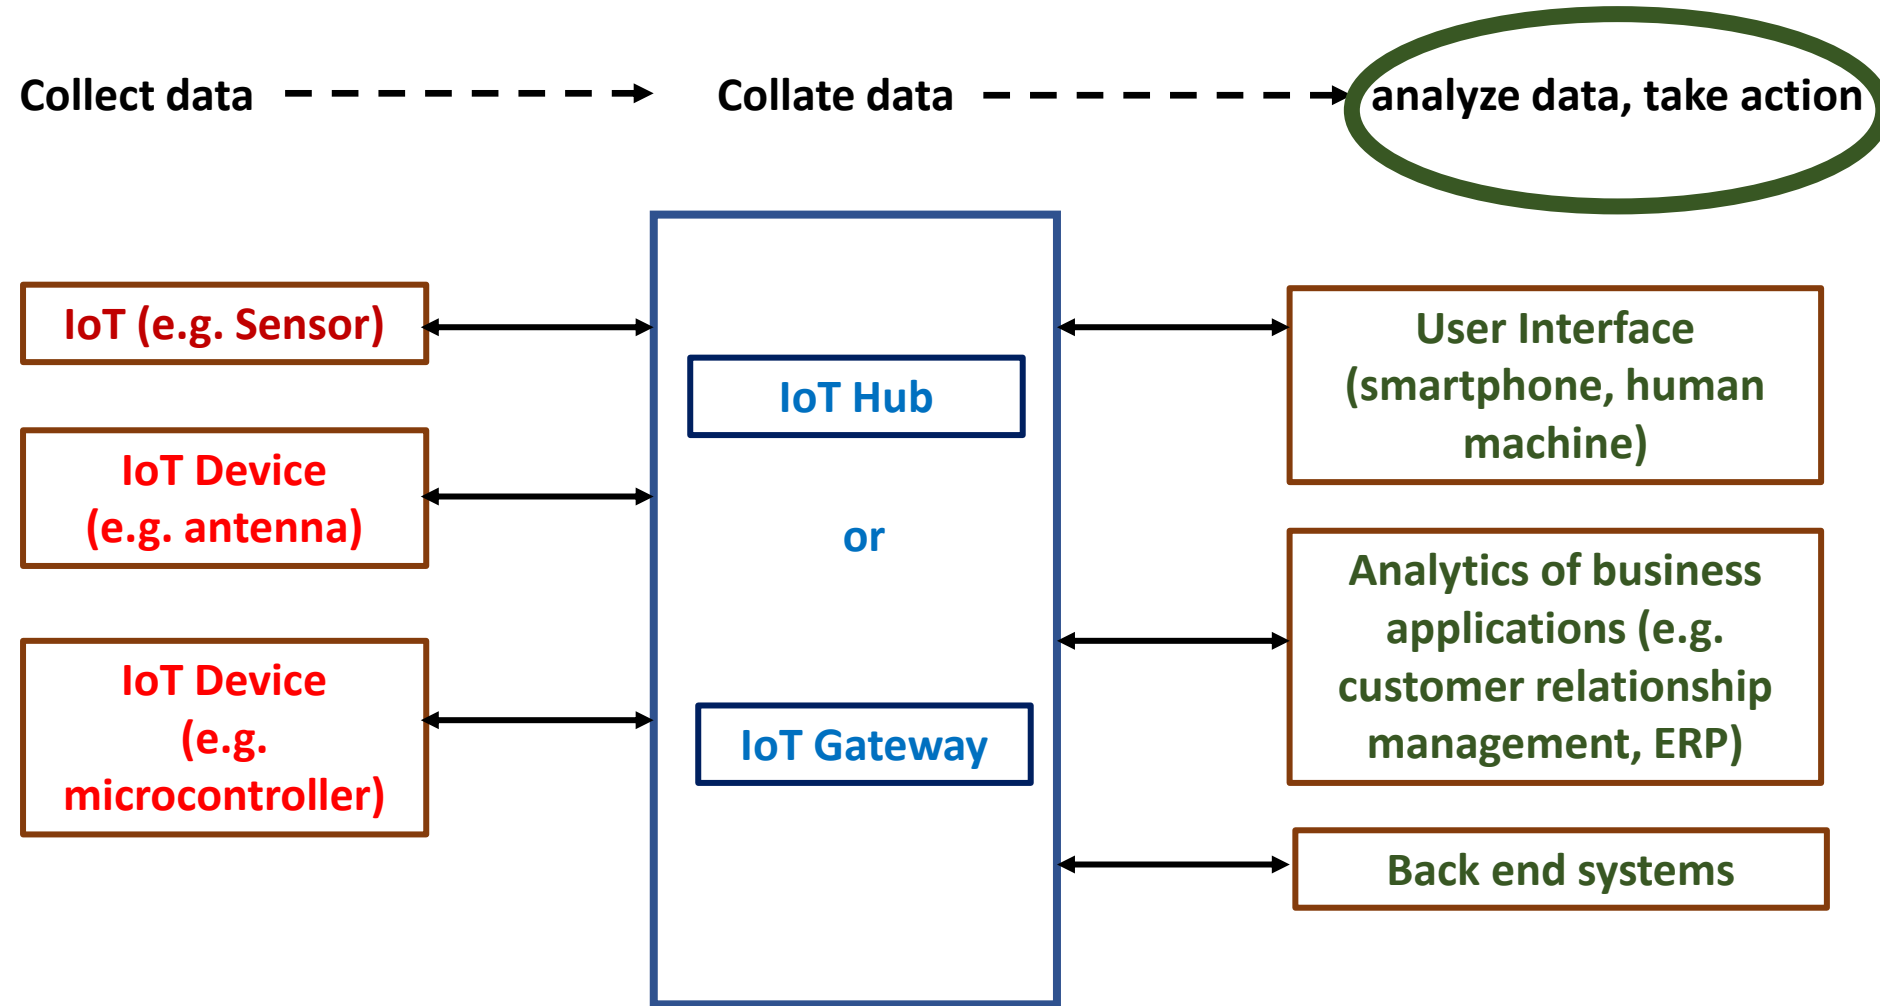 Collect data
Collate data
analyze data, take action
IoT (e.g. Sensor)
IoT Device
(e.g. antenna)
IoT Device
(e.g.
microcontroller)
IoT Hub
or
IoT Gateway
User Interface
(smartphone, human
machine)
Analytics of business
applications (e.g.
customer relationship
management, ERP)
Back end systems